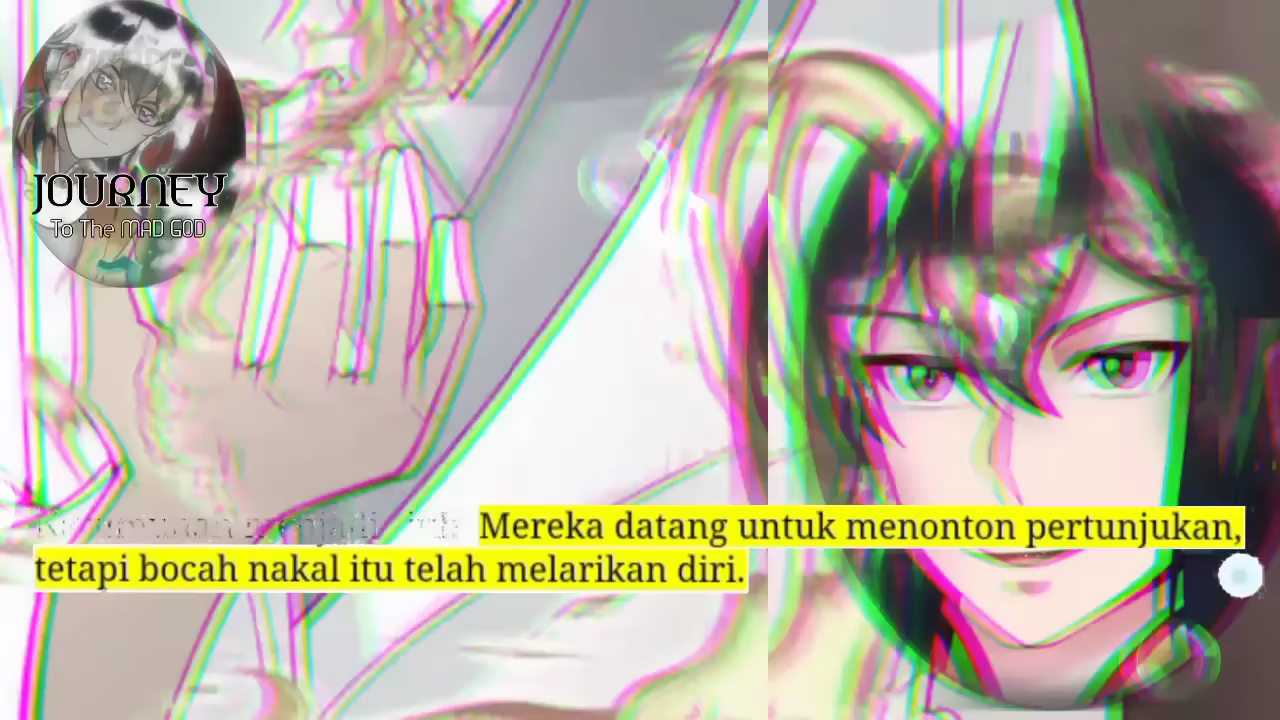 JOURNEY
To The MAD GOD
Mereka datang untuk menonton pertunjukan,
tetapi bocah nakal itu telah melarikan diri.